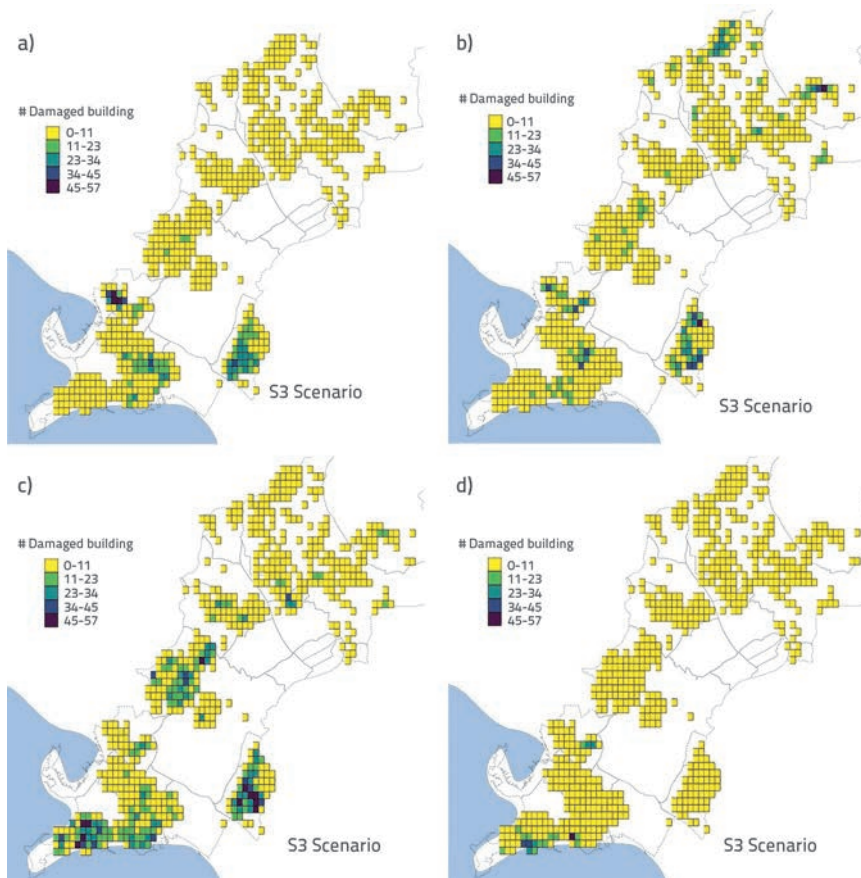 a)
# Damaged building
0-11
11-23
23-34
34-45
45-57
S3 Scenario
b)
# Damaged building
0-11
11-23
23-34
34-45
45-57
S3 Scenario
c)
# Damaged building
0-11
11-23
23-34
34-45
45-57
S3 Scenario
d)
# Damaged building
0-11
11-23
23-34
34-45
45-57
S3 Scenario